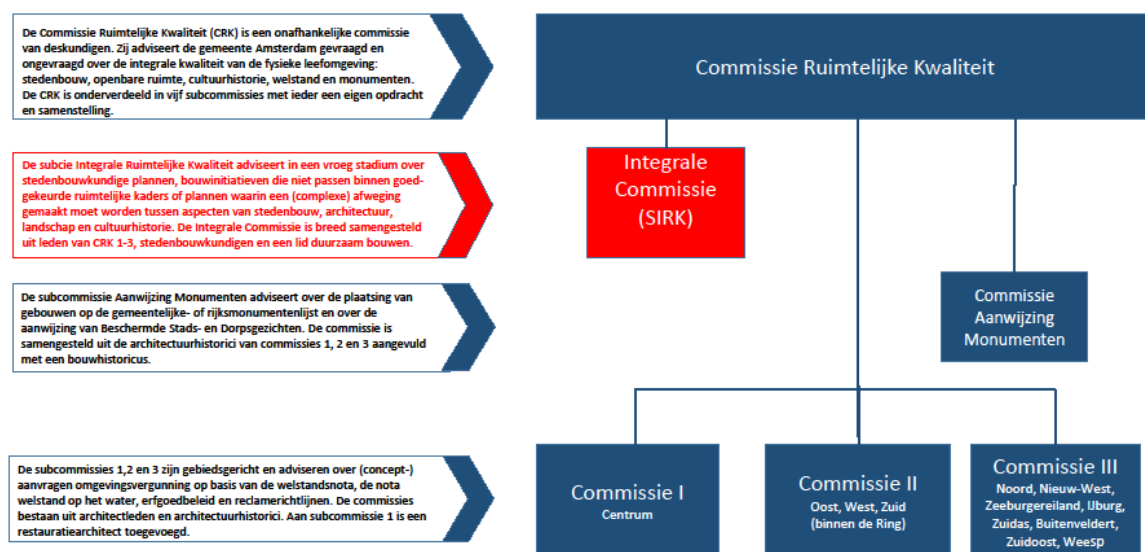 De Commissie Ruimtelijke Kwaliteit (CRK) is een onafhankelijke commissie
van deskundigen. Zij adviseert de gemeente Amsterdam gevraagd en
ongevraagd over de integrale kwaliteit van de fysieke leefomgeving:
stedenbouw, openbare ruimte, cultuurhistorie, welstand en monumenten.
De CRK is onderverdeeld in vijf subcommissies met ieder een eigen opdracht
en samenstelling.
Commissie Ruimtelijke Kwaliteit
De subcie Integrale Ruimtelijke Kwaliteit adviseert in een vroeg stadium over
stedenbouwkundige plannen, bouwinitiatieven die niet passen binnen goed-
gekeurde ruimtelijke kaders of plannen waarin een (complexe) afweging
gemaakt moet worden tussen aspecten van stedenbouw, architectuur,
landschap en cultuurhistorie. De Integrale Commissie is breed samengesteld
uit leden van CRK 1-3, stedenbouwkundigen en een lid duurzaam bouwen.
Integrale
Commissie
(SIRK)
De subcommissie Aanwijzing Monumenten adviseert over de plaatsing van
gebouwen op de gemeentelijke- of rijksmonumentenlijst en over de
aanwijzing van Beschermde Stads- en Dorpsgezichten. De commissie is
samengesteld uit de architectuurhistorici van commissies 1, 2 en 3 aangevuld
met een bouwhistoricus.
Commissie
Aanwijzing
Monumenten
De subcommissies 1,2 en 3 zijn gebiedsgericht en adviseren over (concept-)
aanvragen omgevingsvergunning op basis van de welstandsnota, de nota
welstand op het water, erfgoedbeleid en reclamerichtlijnen. De commissies
bestaan uit architectleden en architectuurhistorici. Aan subcommissie 1 is een
restauratiearchitect toegevoegd.
Commissie I
Centrum
Commissie II
Oost, West, Zuid
(binnen de Ring)
Commissie III
Noord, Nieuw-West,
Zeeburgereiland, IJburg,
Zuidas, Buitenveldert,
Zuidoost, Weesp